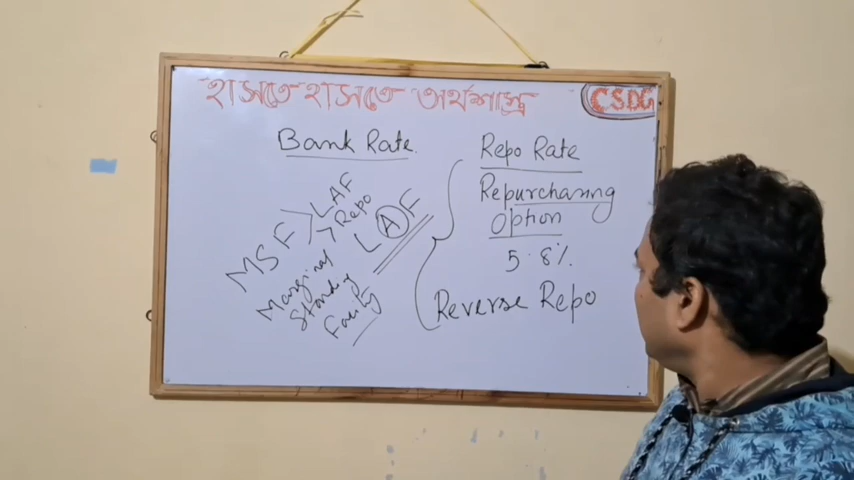 হাসতে হাসতে অর্থশাস্ত্রে
CSDG
Bank Rate
MSF > LAF
> Repo
Marginal
Standing
Facility
LAF
Repo Rate
Repurchasing
Option
5.8%
Reverse Repo